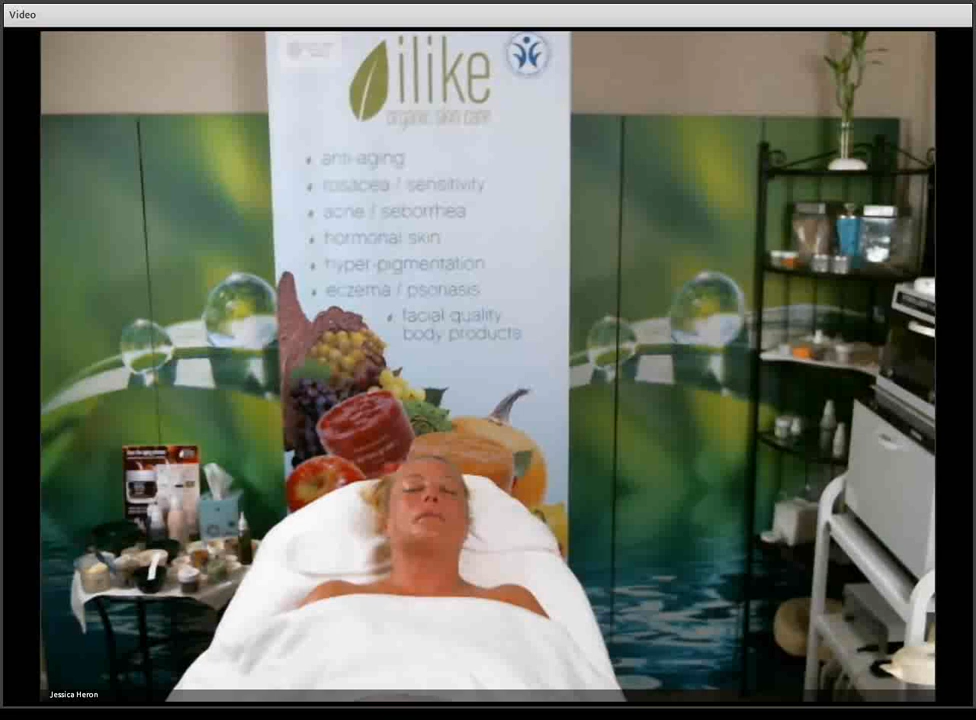 Video
ilike
organic skin care
anti-aging
rosacea / sensitivity
acne / seborrhea
hormonal skin
hyper-pigmentation
eczema / psoriasis
facial quality
body products
Jessica Heron